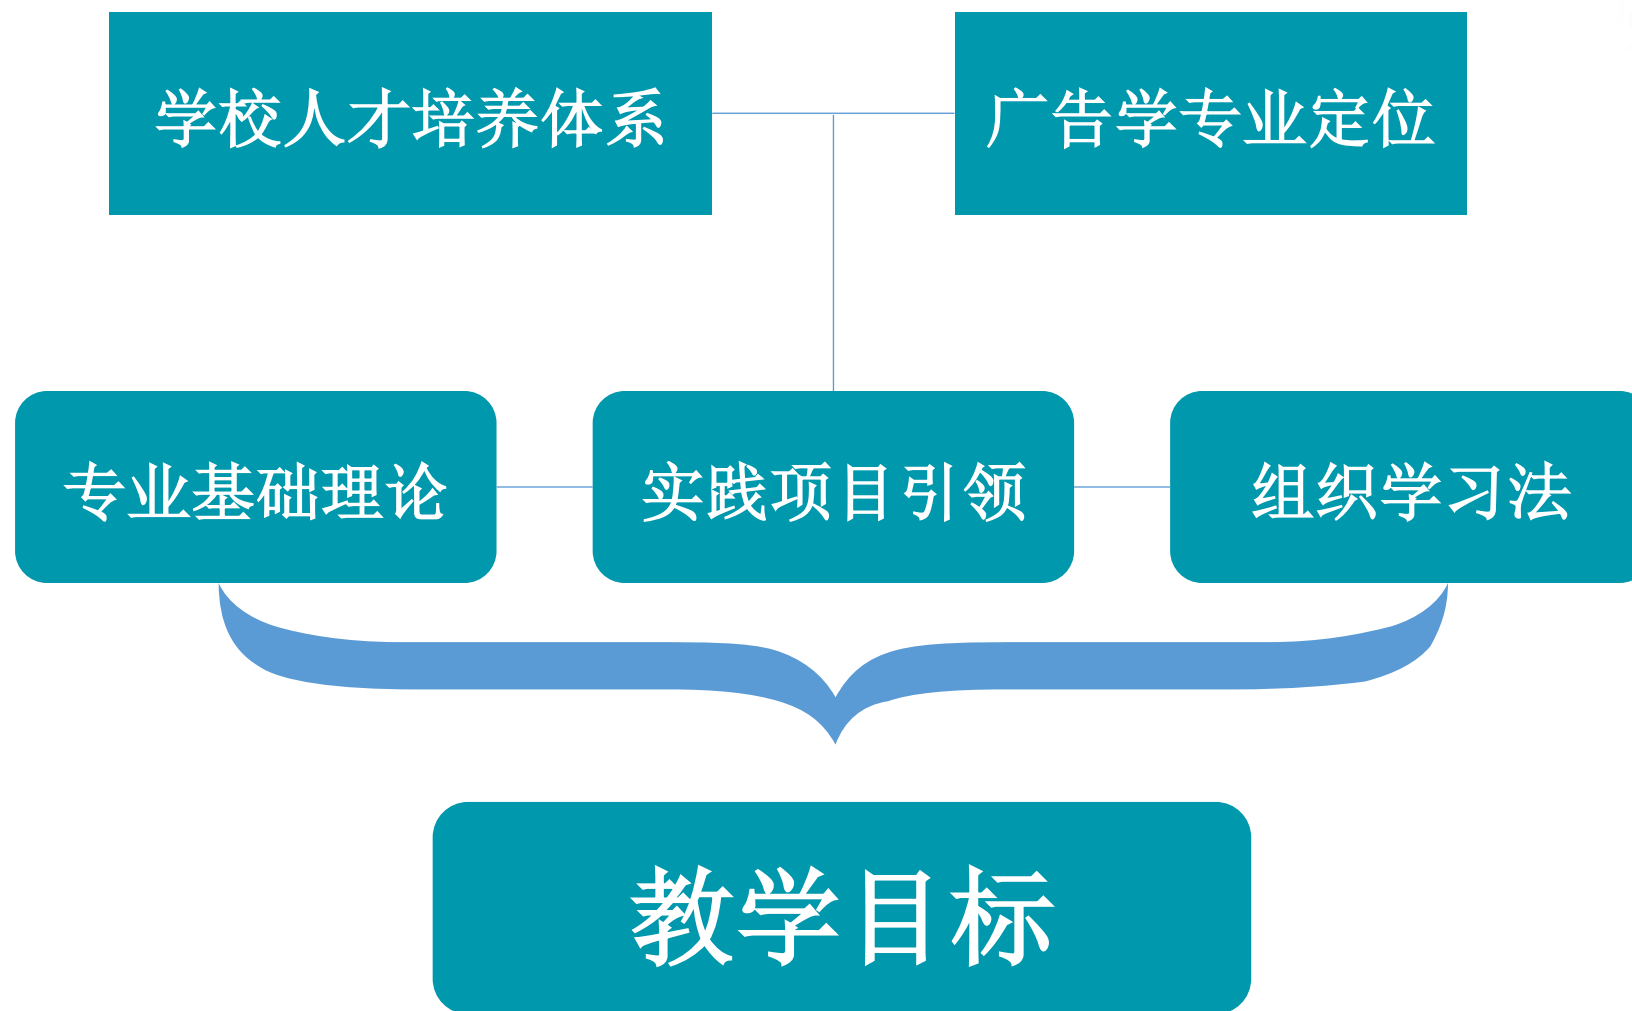 学校人才培养体系
广告学专业定位
专业基础理论
实践项目引领
组织学习法
教学目标